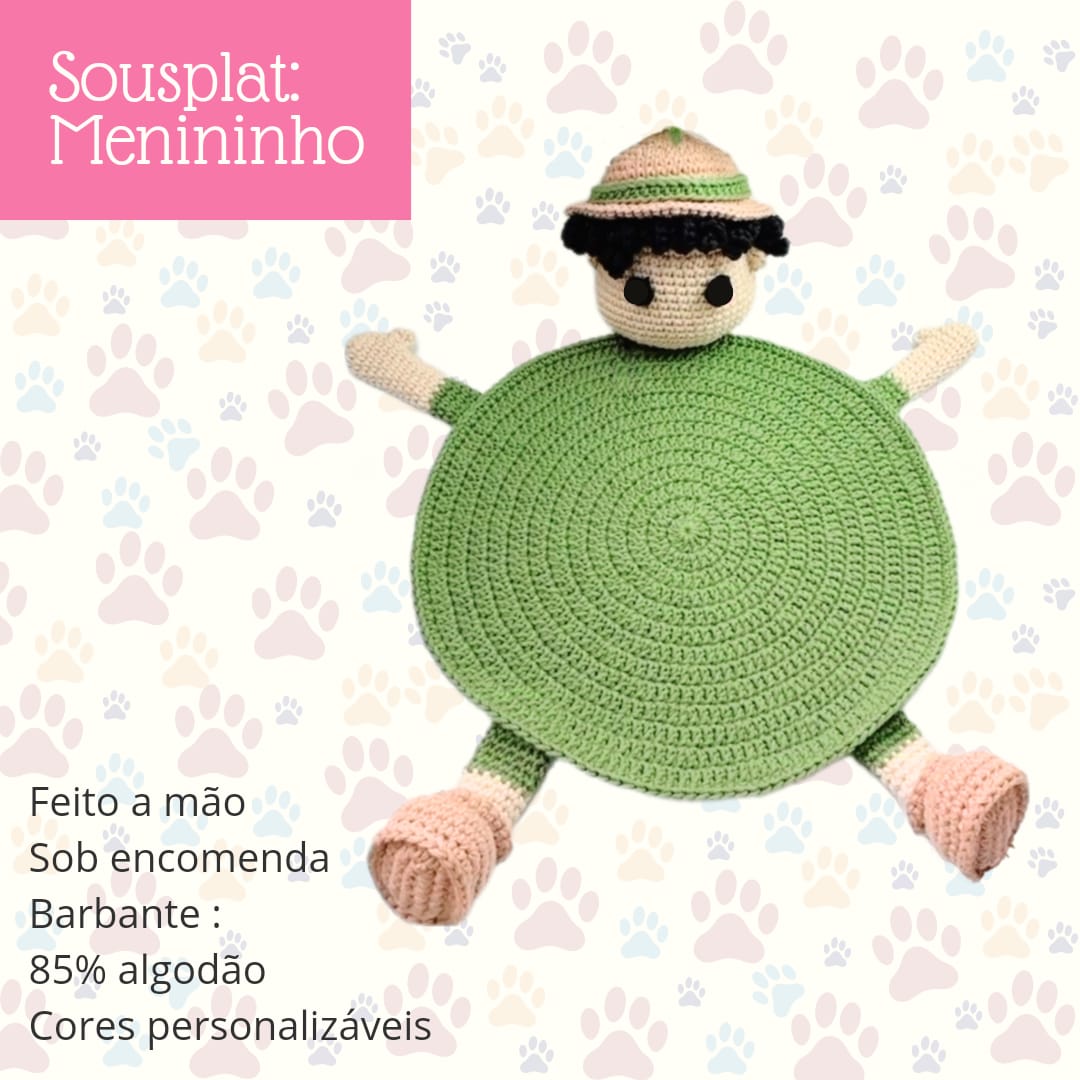 Sousplat:
Menininho
Feito a mão
Sob encomenda
Barbante :
85% algodão
Cores personalizáveis